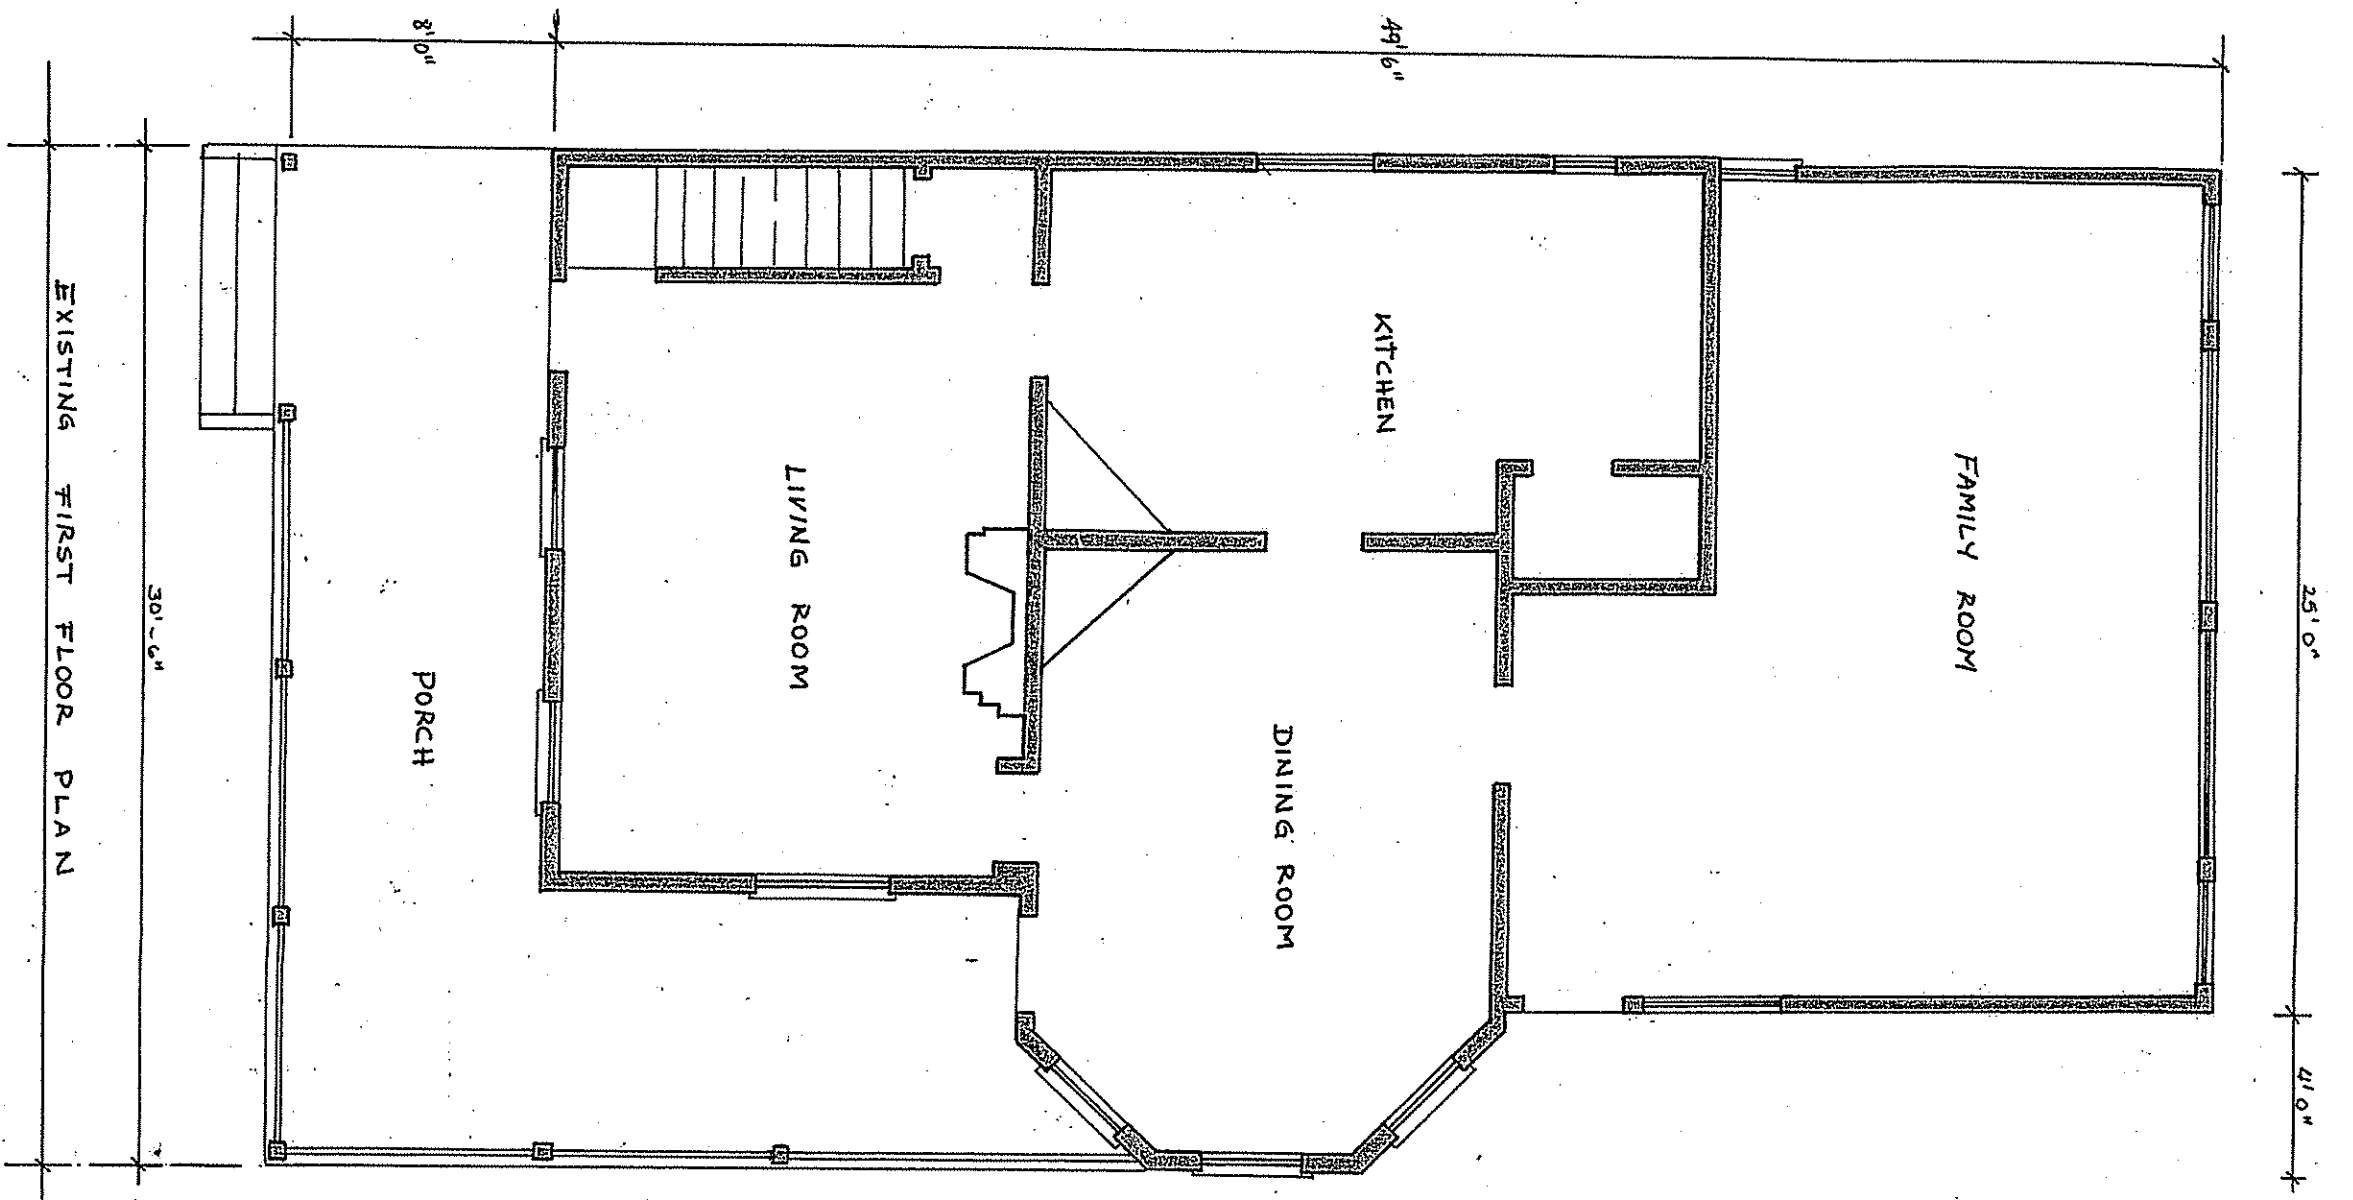 25'0"
4'0"
49'6"
8'0"
FAMILY ROOM
KITCHEN
DINING ROOM
LIVING ROOM
PORCH
30'-6"
EXISTING FIRST FLOOR PLAN